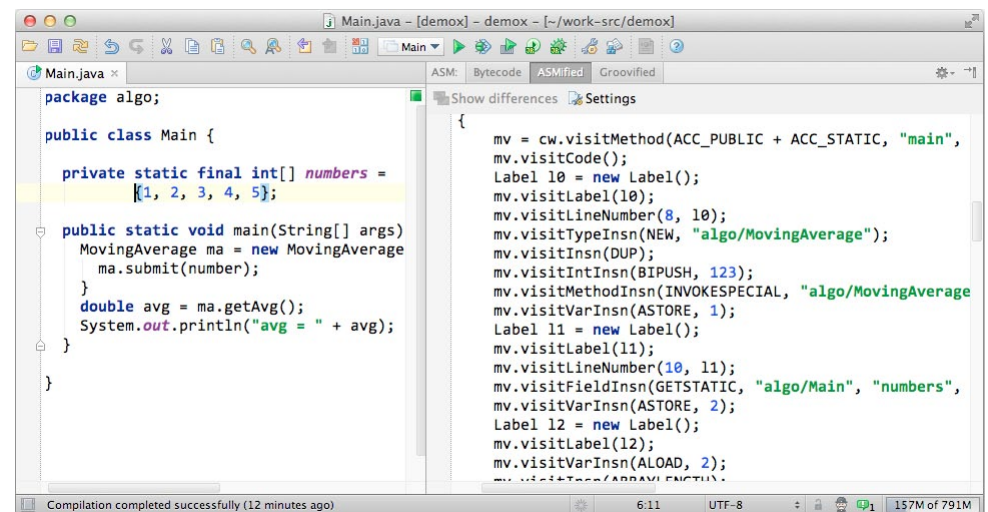 Main.java - [demox] - demox - [~/work-src/demox]
Main
Main.java
package algo;
public class Main {
private static final int[] numbers =
{1, 2, 3, 4, 5};
public static void main(String[] args)
MovingAverage ma = new MovingAverage
ma.submit(number);
}
double avg = ma.getAvg();
System.out.println("avg = " + avg);
}
}
ASM: Bytecode ASMified Groovified
Show differences Settings
{
mv = cw.visitMethod(ACC_PUBLIC + ACC_STATIC, "main",
mv.visitCode();
Label l0 = new Label();
mv.visitLabel(l0);
mv.visitLineNumber(8, l0);
mv.visitTypeInsn(NEW, "algo/MovingAverage");
mv.visitInsn(DUP);
mv.visitIntInsn(BIPUSH, 123);
mv.visitMethodInsn(INVOKESPECIAL, "algo/MovingAverage
mv.visitVarInsn(ASTORE, 1);
Label l1 = new Label();
mv.visitLabel(l1);
mv.visitLineNumber(10, l1);
mv.visitFieldInsn(GETSTATIC, "algo/Main", "numbers",
mv.visitVarInsn(ASTORE, 2);
Label l2 = new Label();
mv.visitLabel(l2);
mv.visitVarInsn(ALOAD, 2);
mv.visitInsn(ARRAYLENGTH);
Compilation completed successfully (12 minutes ago) 6:11 UTF-8 1 157M of 791M